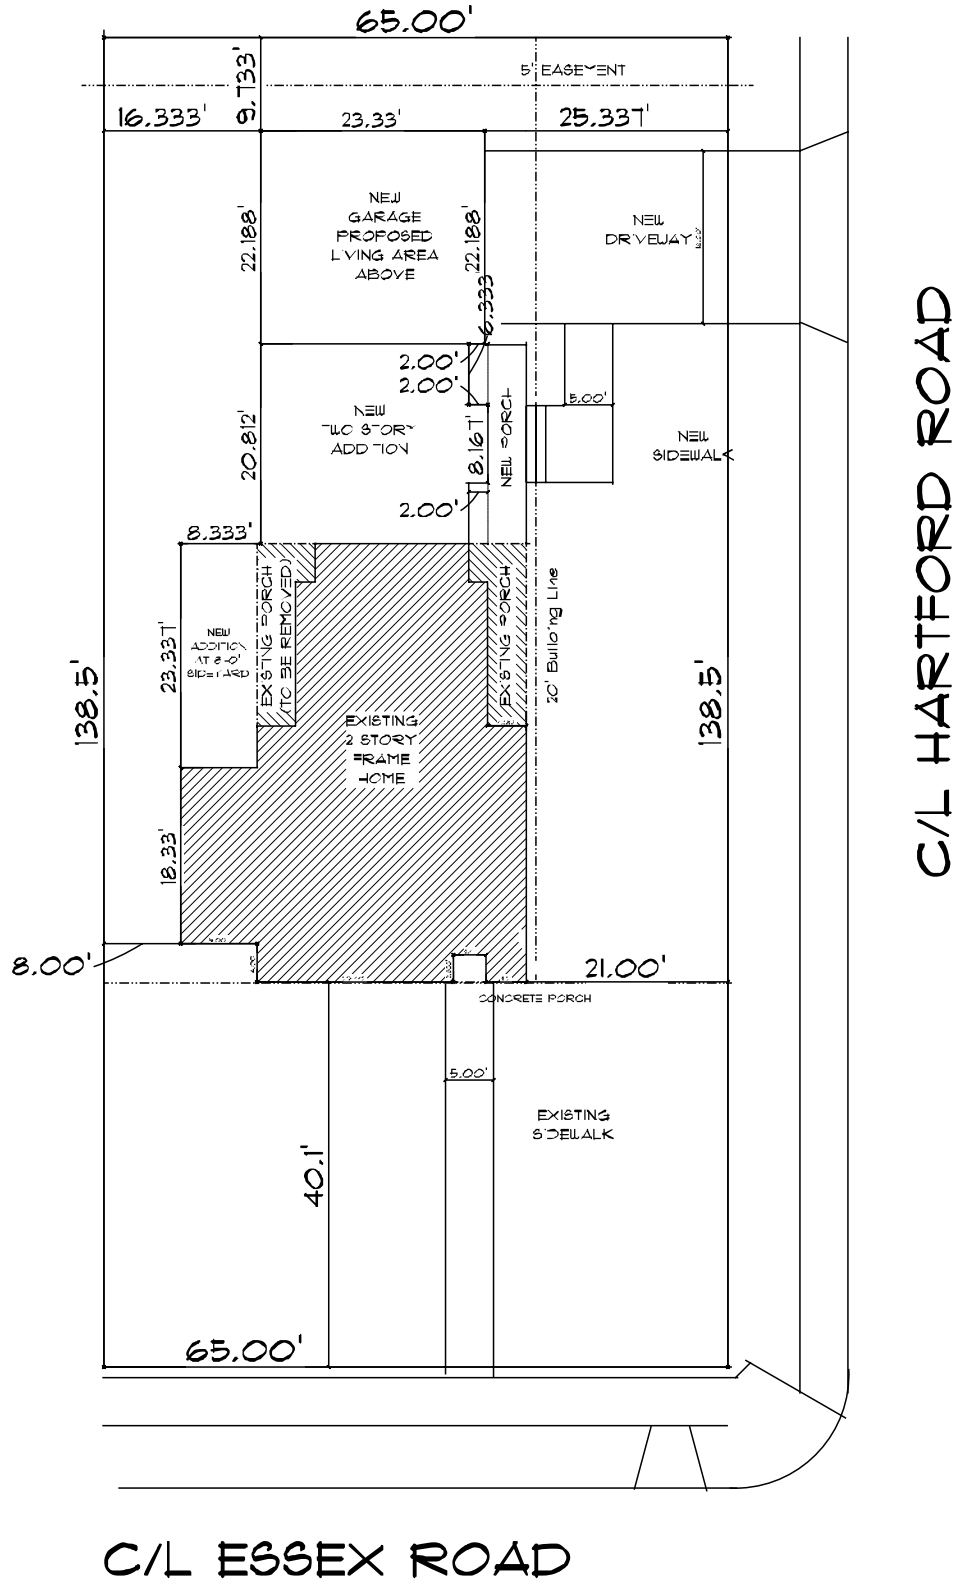 65.00'
9.733'
5' EASEMENT
16.333'
23.33'
25.337'
NEW
GARAGE
PROPOSED
LIVING AREA
ABOVE
22.188'
22.188'
NEW
DRIVEWAY
6.333
2.00'
2.00'
5.00'
NEW
TWO STORY
ADDITION
20.812'
8.167'
NEW PORCH
NEW
SIDEWALK
2.00'
8.333'
EXISTING PORCH
(TO BE REMOVED)
EXISTING PORCH
20' Building Line
NEW
ADDITION
AT 8'-0"
SIDEYARD
23.337'
138.5'
138.5'
EXISTING
2 STORY
FRAME
HOME
18.33'
8.00'
21.00'
CONCRETE PORCH
5.00'
EXISTING
SIDEWALK
40.1'
65.00'
C/L HARTFORD ROAD
C/L ESSEX ROAD